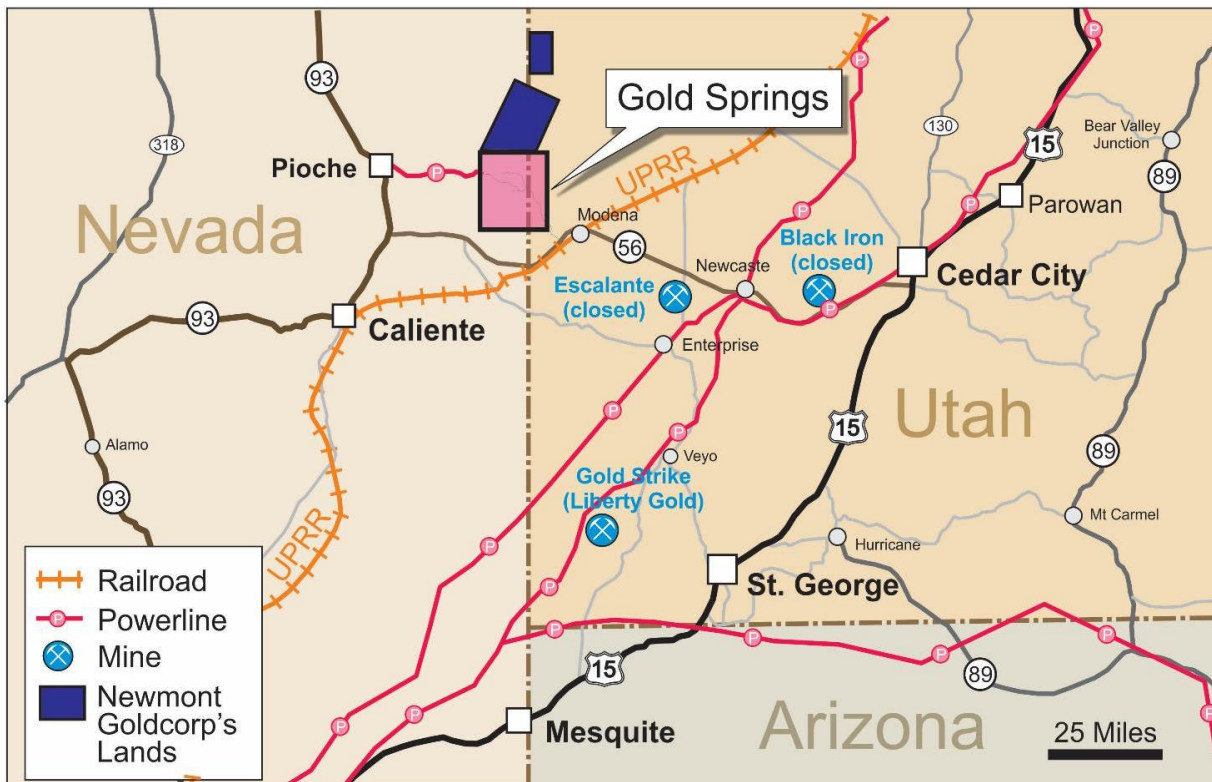 93
318
Gold Springs
130
15
Bear Valley
Junction
89
Pioche
P
P
P
P
UPRR
Nevada
Modena
56
Parowan
Black Iron
(closed)
Newcaste
Cedar City
Escalante
(closed)
93
Caliente
P
Enterprise
P
P
Utah
15
Alamo
Veyo
89
Gold Strike
(Liberty Gold)
93
Mt Carmel
Hurricane
P
UPRR
St. George
Railroad
P
Powerline
Mine
Newmont
Goldcorp's
Lands
P
P
P
P
15
89
P
P
P
Mesquite
Arizona
25 Miles